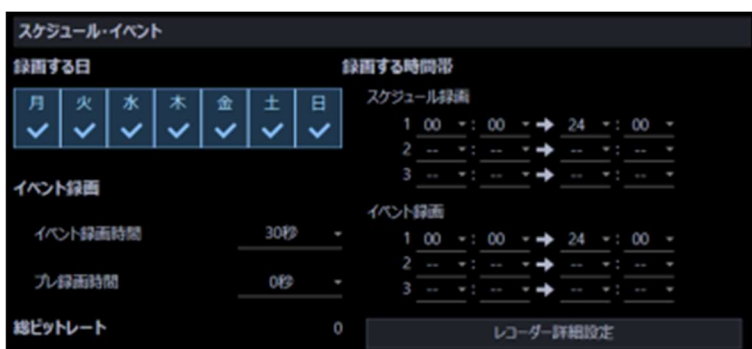 スケジュール・イベント
録画する日
月 火 水 木 金 土 日
イベント録画
イベント録画時間 30秒
プレ録画時間 0秒
総ビットレート 0
録画する時間帯
スケジュール録画
1 00 : 00 → 24 : 00
2 -- : -- → -- : --
3 -- : -- → -- : --
イベント録画
1 00 : 00 → 24 : 00
2 -- : -- → -- : --
3 -- : -- → -- : --
レコーダー詳細設定